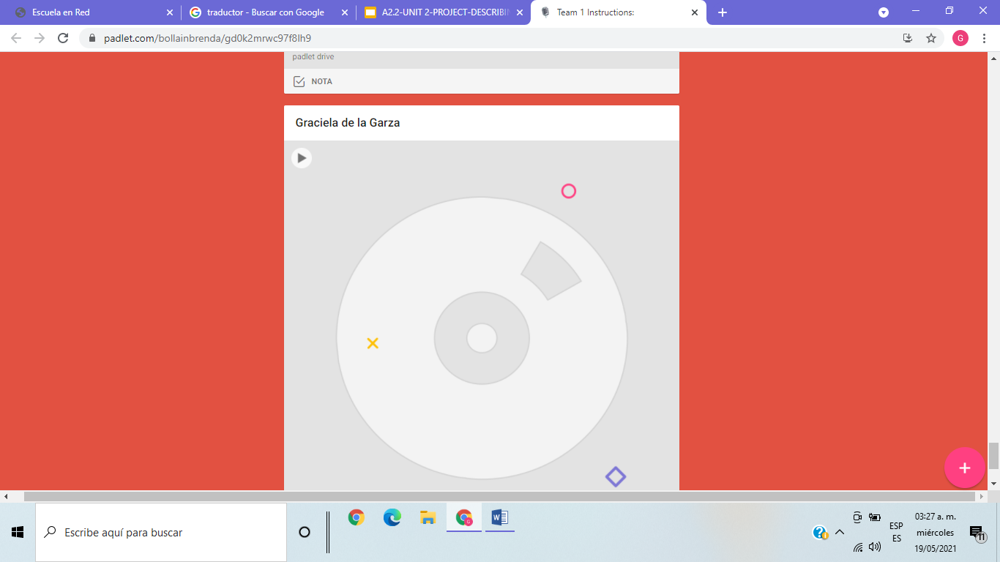 Escuela en Red
traductor - Buscar con Google
A2.2-UNIT 2-PROJECT-DESCRIBI
Team 1 Instructions:
padlet.com/bollainbrenda/gd0k2mrwc97f8lh9
G
padlet drive
NOTA
Graciela de la Garza
+
Escribe aquí para buscar
G
W
?
ESP
ES
03:27 a. m.
miércoles
19/05/2021
11